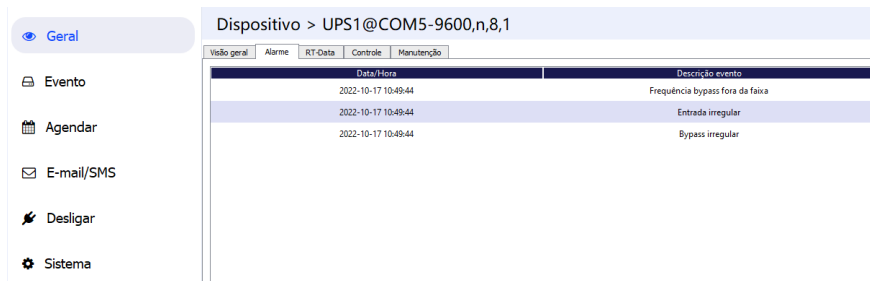 Geral
Evento
Agendar
E-mail/SMS
Desligar
Sistema
Dispositivo > UPS1@COM5-9600,n,8,1
Visão geral Alarme RT-Data Controle Manutenção
Data/Hora Descrição evento
2022-10-17 10:49:44 Frequência bypass fora da faixa
2022-10-17 10:49:44 Entrada irregular
2022-10-17 10:49:44 Bypass irregular